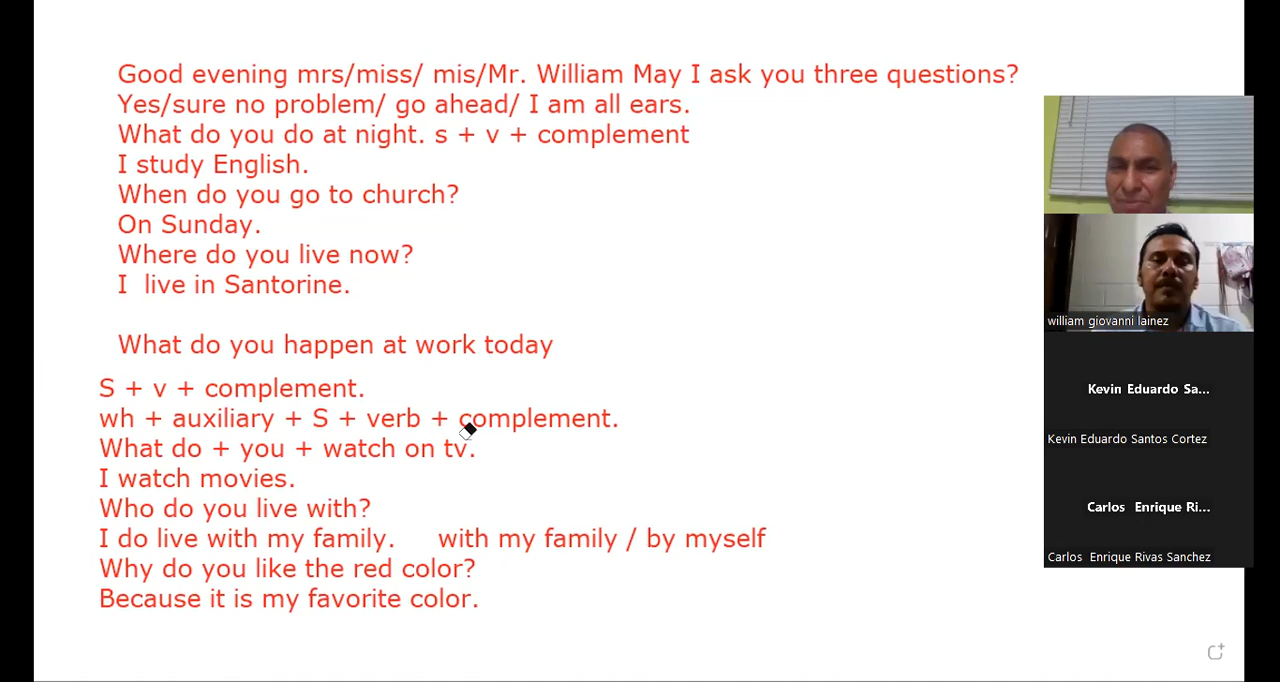 Good evening mrs/miss/ mis/Mr. William May I ask you three questions?
Yes/sure no problem/ go ahead/ I am all ears.
What do you do at night. s + v + complement
I study English.
When do you go to church?
On Sunday.
Where do you live now?
I live in Santorine.
What do you happen at work today
S + v + complement.
wh + auxiliary + S + verb + complement.
What do + you + watch on tv.
I watch movies.
Who do you live with?
I do live with my family. with my family / by myself
Why do you like the red color?
Because it is my favorite color.
william giovanni lainez
Kevin Eduardo Sa...
Kevin Eduardo Santos Cortez
Carlos Enrique Ri...
Carlos Enrique Rivas Sanchez